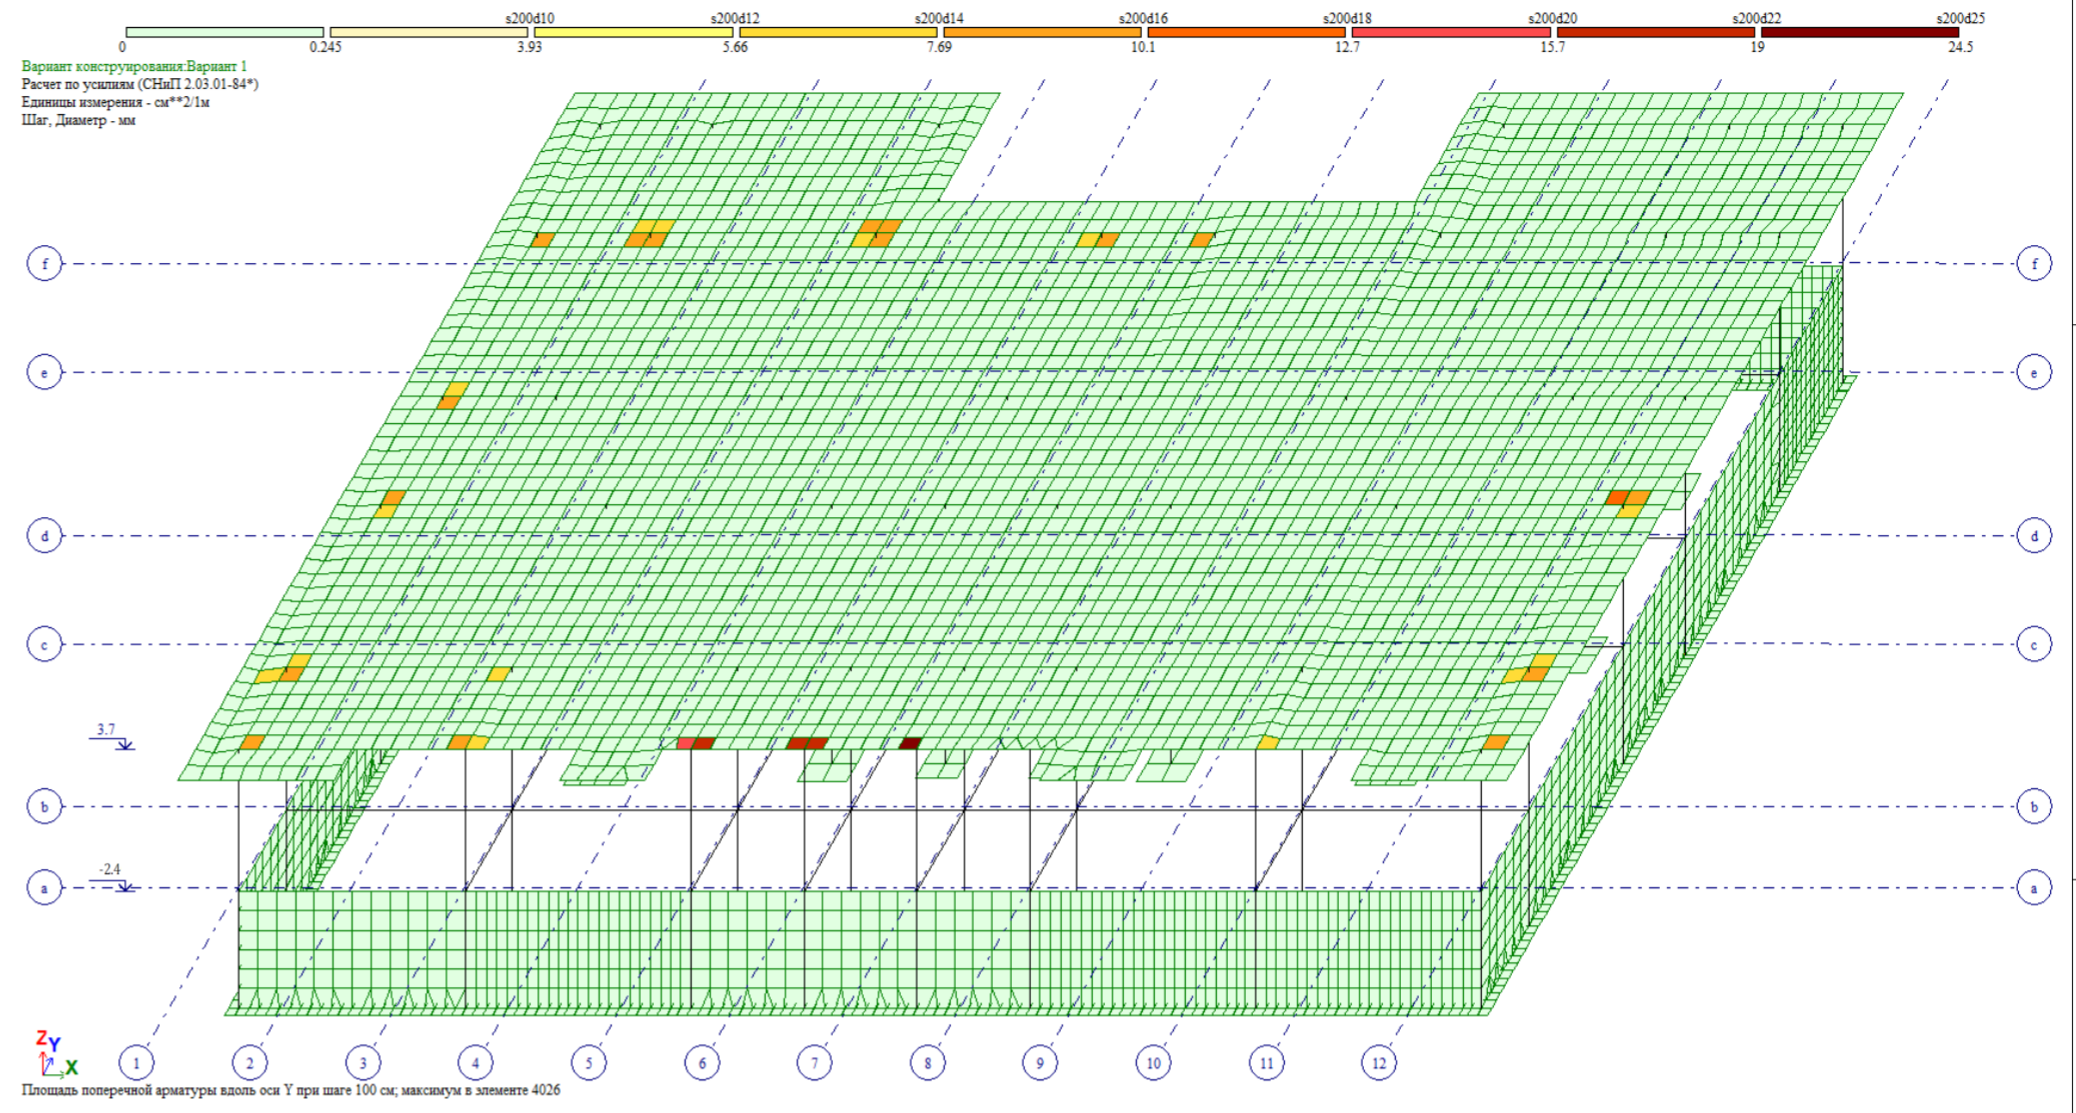 s200d10 s200d12 s200d14 s200d16 s200d18 s200d20 s200d22 s200d25
0 0.245 3.93 5.66 7.69 10.1 12.7 15.7 19 24.5
Вариант конструирования:Вариант 1
Расчет по усилиям (СНиП 2.03.01-84*)
Единицы измерения - см**2/1м
Шаг, Диаметр - мм
f f
e e
d d
c c
3.7
b b
-2.4
a a
Z Y X
1 2 3 4 5 6 7 8 9 10 11 12
Площадь поперечной арматуры вдоль оси Y при шаге 100 см; максимум в элементе 4026